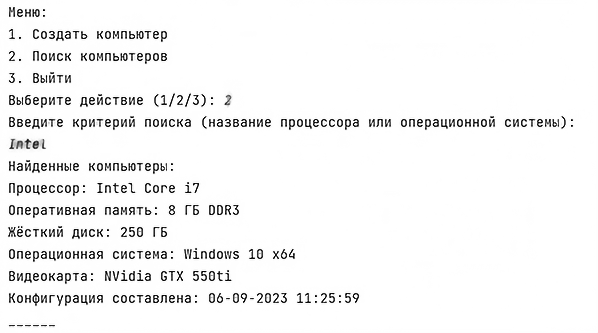 Меню:
1. Создать компьютер
2. Поиск компьютеров
3. Выйти
Выберите действие (1/2/3): 2
Введите критерий поиска (название процессора или операционной системы):
Intel
Найденные компьютеры:
Процессор: Intel Core i7
Оперативная память: 8 ГБ DDR3
Жёсткий диск: 250 ГБ
Операционная система: Windows 10 x64
Видеокарта: NVidia GTX 550ti
Конфигурация составлена: 06-09-2023 11:25:59
------